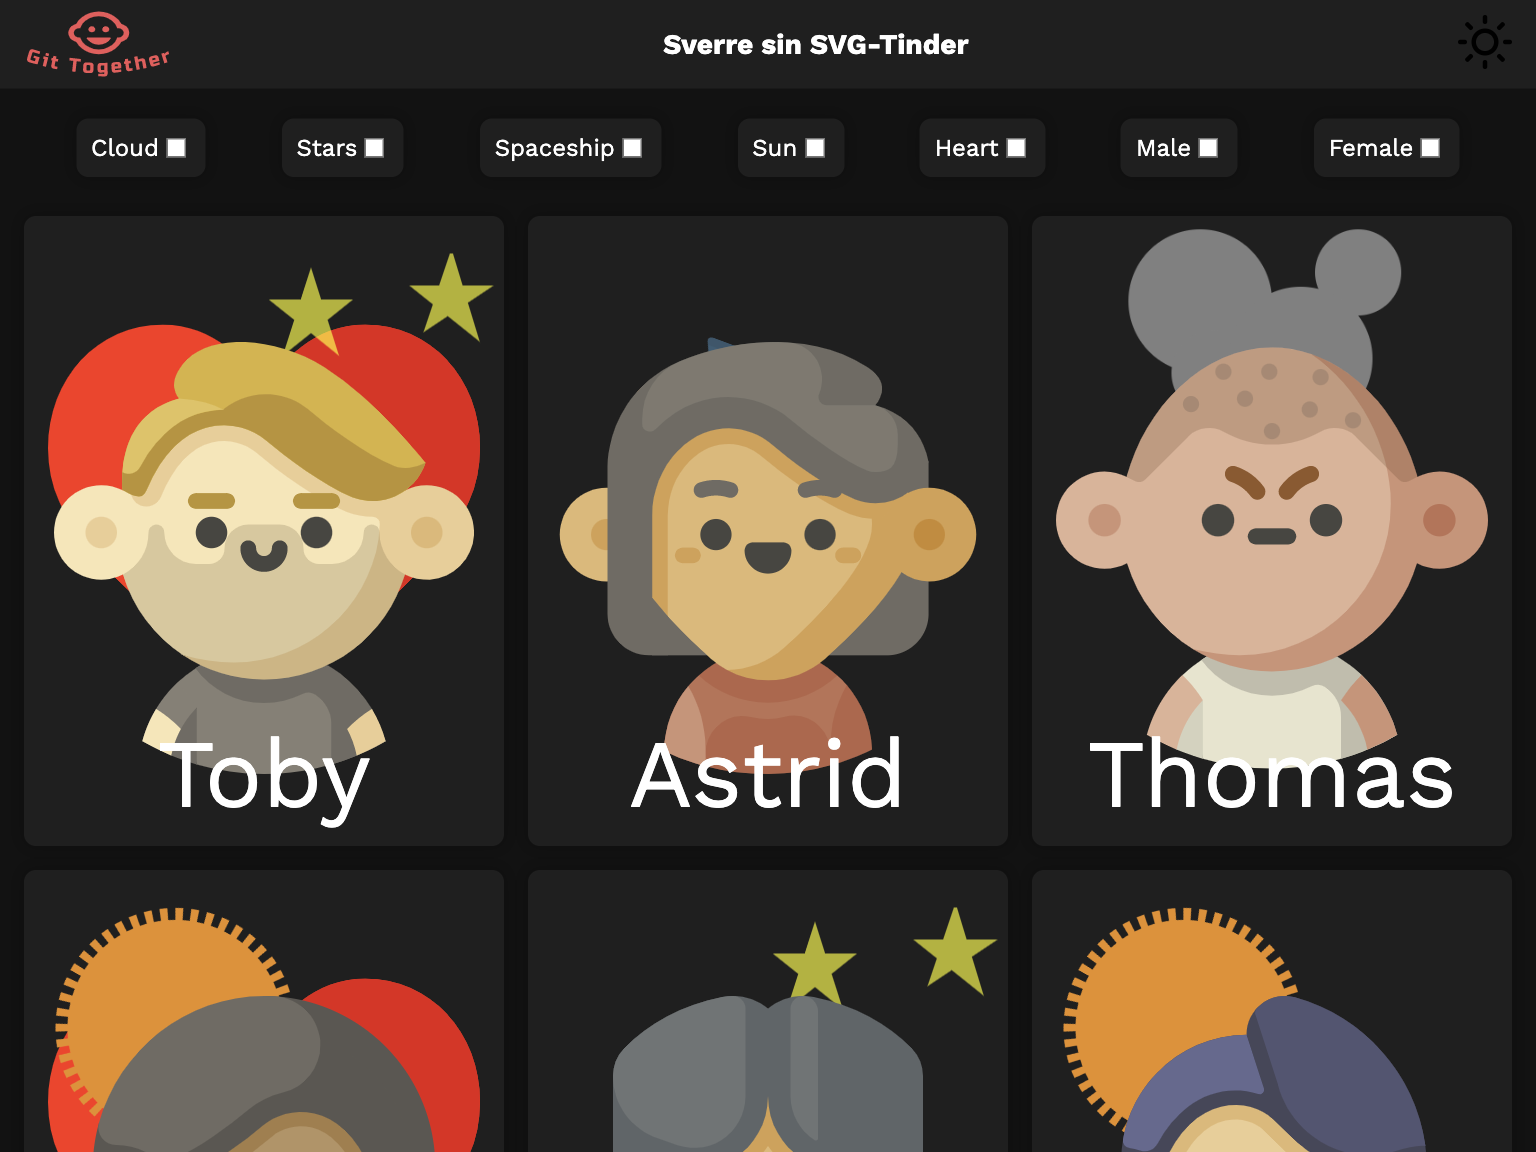 Git Together
Sverre sin SVG-Tinder
Cloud
Stars
Spaceship
Sun
Heart
Male
Female
Toby
Astrid
Thomas